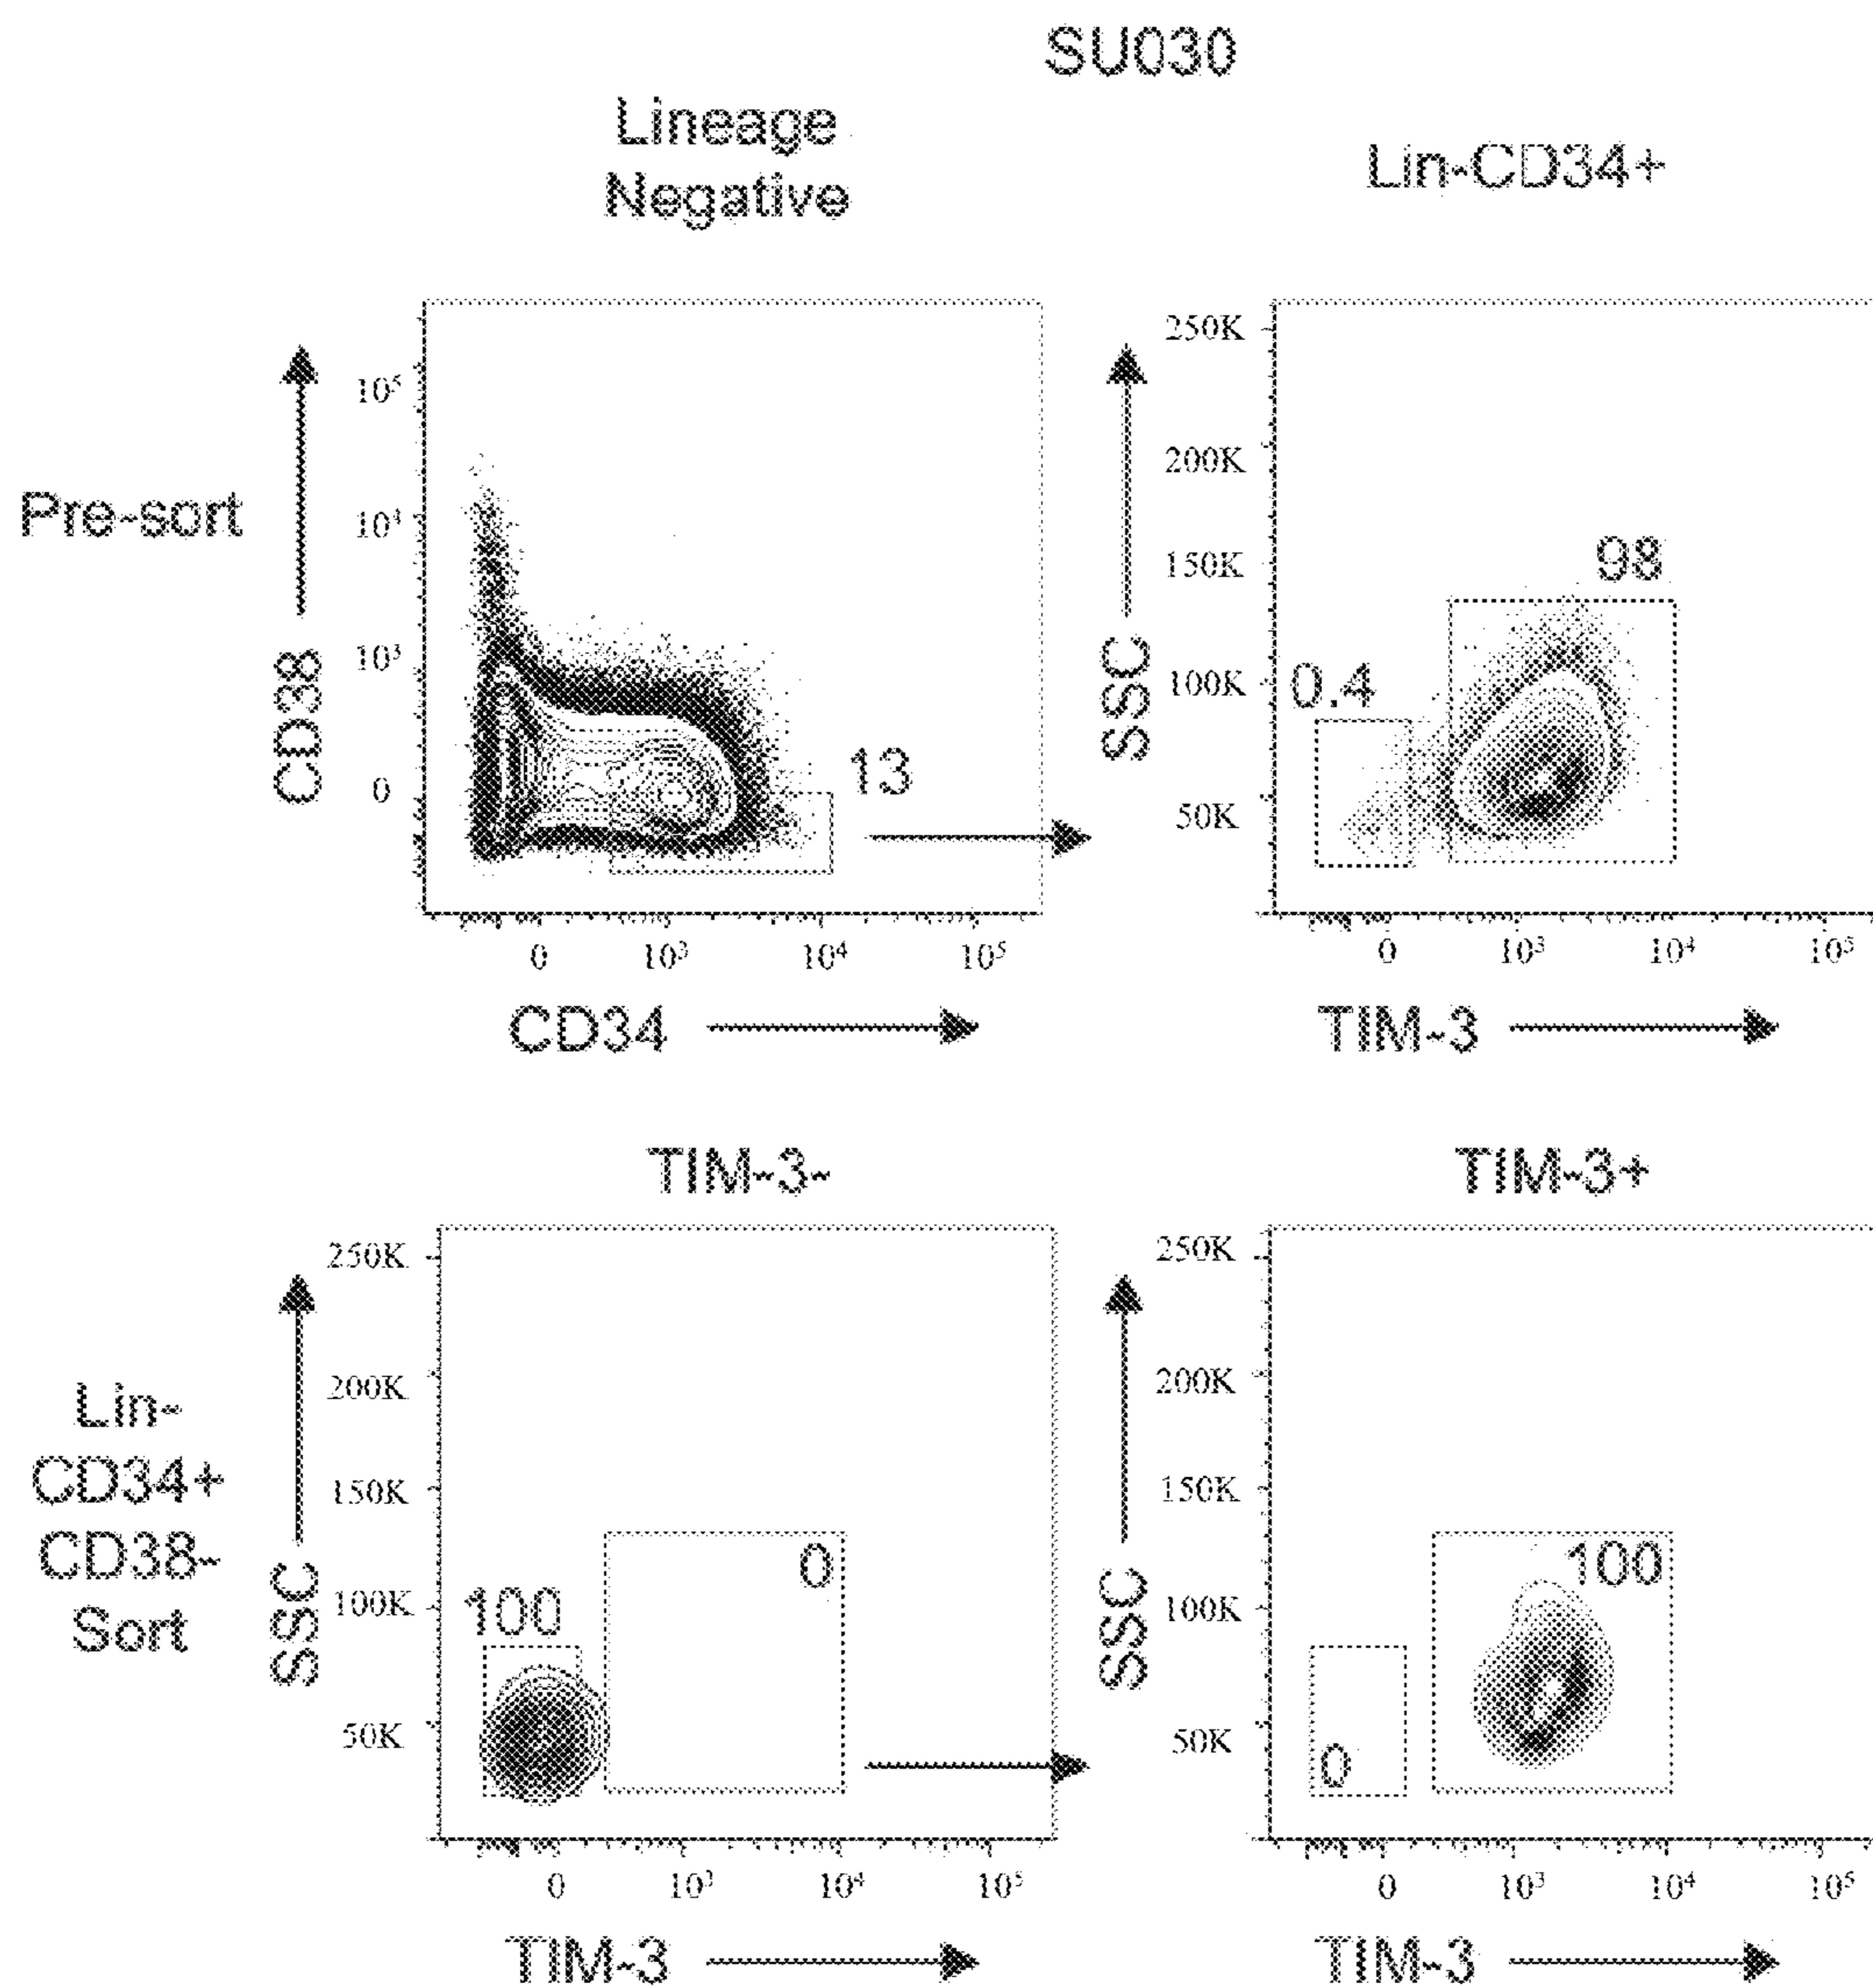 SU030
Lineage
Negative
Lin-CD34+
Pre-sort
CD38
10⁵
10⁴
10³
0
13
0 10³ 10⁴ 10⁵
CD34
SSC
250K
200K
150K
100K
50K
0.4
98
0 10³ 10⁴ 10⁵
TIM-3
Lin-
CD34+
CD38-
Sort
TIM-3-
SSC
250K
200K
150K
100K
50K
100
0
0 10³ 10⁴ 10⁵
TIM-3
TIM-3+
SSC
250K
200K
150K
100K
50K
0
100
0 10³ 10⁴ 10⁵
TIM-3